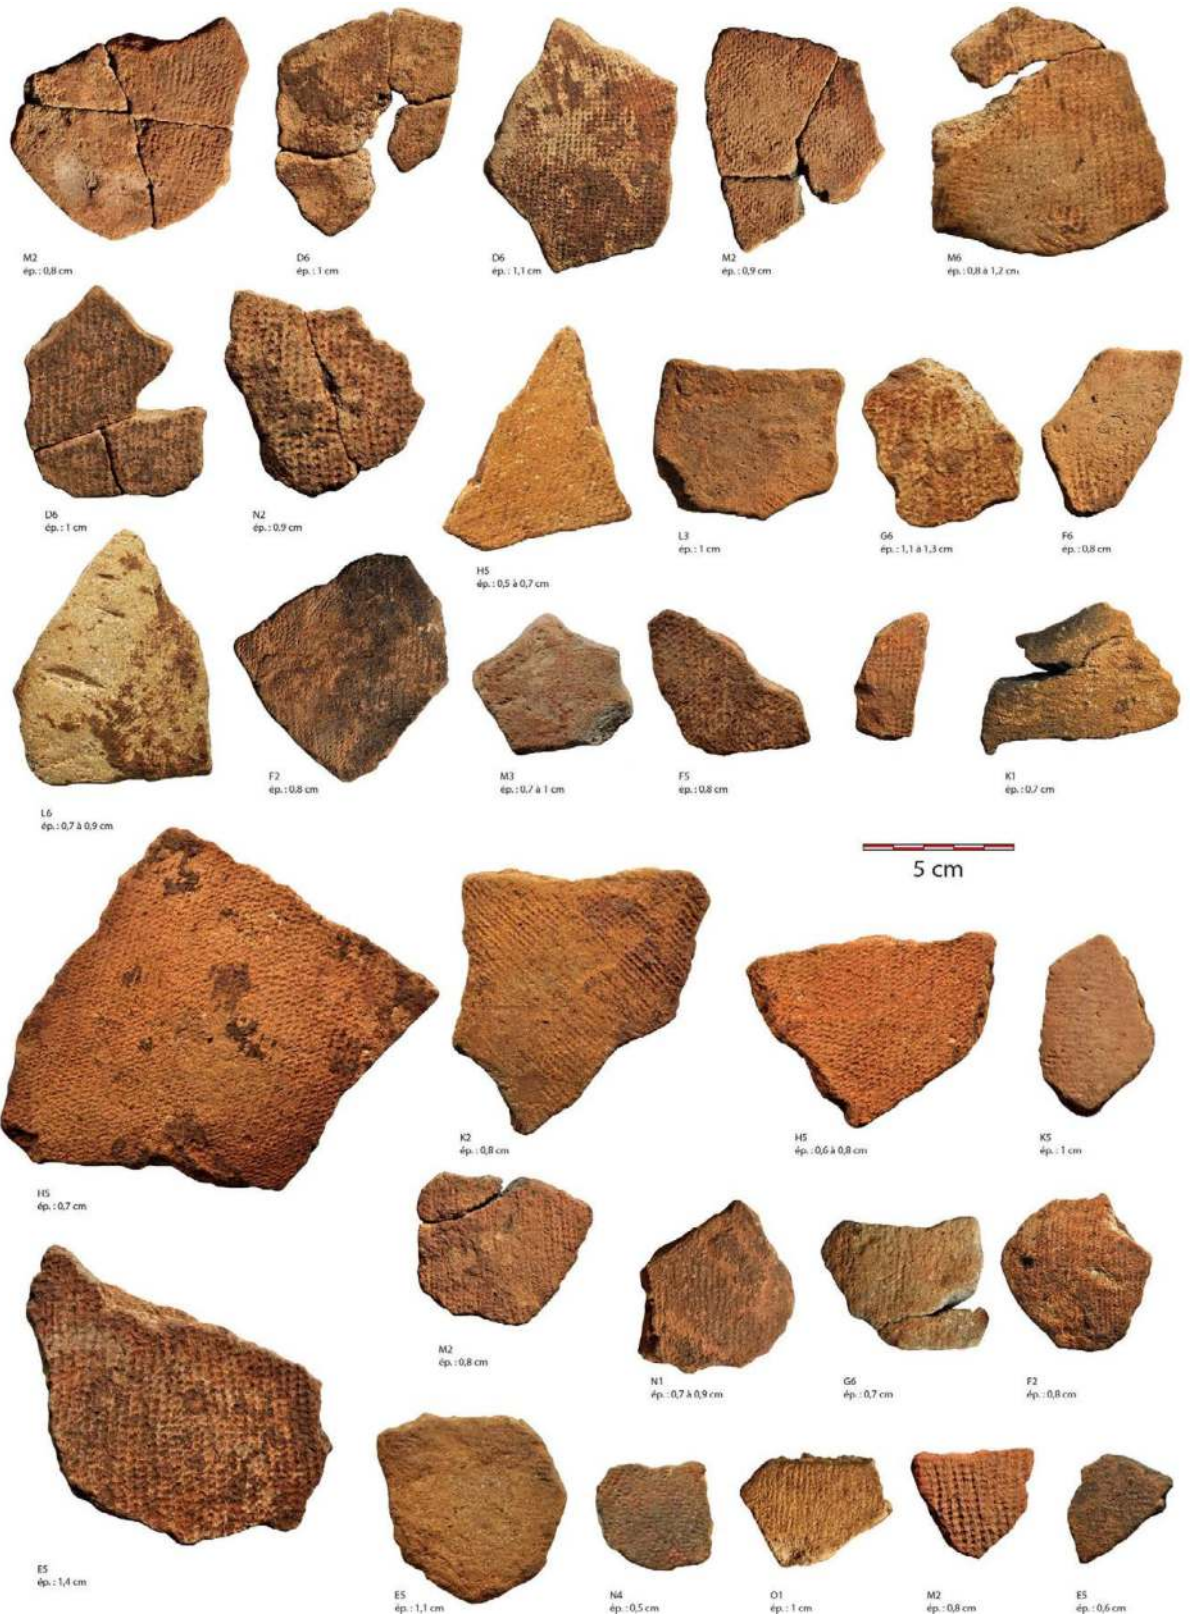 M2
ép. : 0,8 cm
D6
ép. : 1 cm
D6
ép. : 1,1 cm
M2
ép. : 0,9 cm
M6
ép. : 0,8 à 1,2 cm
D6
ép. : 1 cm
N2
ép. : 0,9 cm
H5
ép. : 0,5 à 0,7 cm
L3
ép. : 1 cm
G6
ép. : 1,1 à 1,3 cm
F6
ép. : 0,8 cm
L6
ép. : 0,7 à 0,9 cm
F2
ép. : 0,8 cm
M3
ép. : 0,7 à 1 cm
F5
ép. : 0,8 cm
K1
ép. : 0,7 cm
5 cm
H5
ép. : 0,7 cm
K2
ép. : 0,8 cm
H5
ép. : 0,6 à 0,8 cm
K5
ép. : 1 cm
M2
ép. : 0,8 cm
N1
ép. : 0,7 à 0,9 cm
G6
ép. : 0,7 cm
F2
ép. : 0,8 cm
E5
ép. : 1,4 cm
E5
ép. : 1,1 cm
N4
ép. : 0,5 cm
O1
ép. : 1 cm
M2
ép. : 0,8 cm
E5
ép. : 0,6 cm